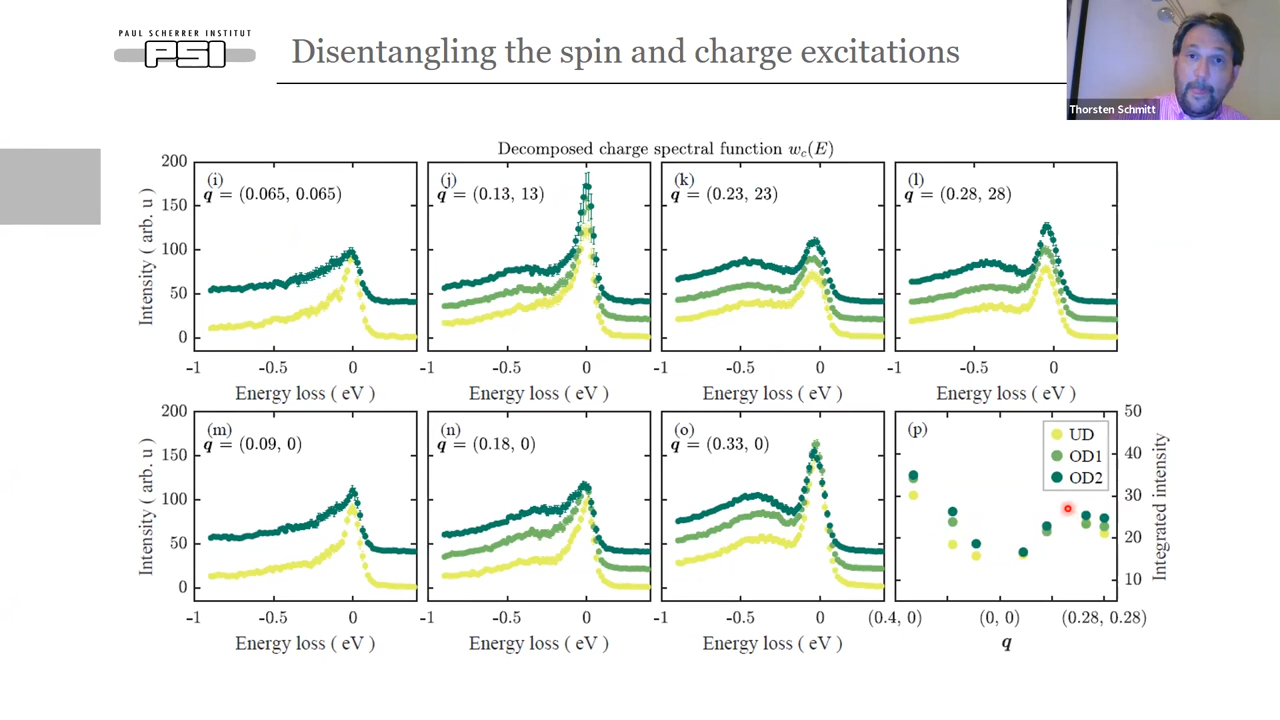 PAUL SCHERRER INSTITUT
PSI
Disentangling the spin and charge excitations
Thorsten Schmitt
Decomposed charge spectral function w_c(E)
200
150
100
50
0
Intensity ( arb. u )
(i)
q = (0.065, 0.065)
-1
-0.5
0
Energy loss ( eV )
(j)
q = (0.13, 13)
-1
-0.5
0
Energy loss ( eV )
(k)
q = (0.23, 23)
-1
-0.5
0
Energy loss ( eV )
(l)
q = (0.28, 28)
-1
-0.5
0
Energy loss ( eV )
200
150
100
50
0
Intensity ( arb. u )
(m)
q = (0.09, 0)
-1
-0.5
0
Energy loss ( eV )
(n)
q = (0.18, 0)
-1
-0.5
0
Energy loss ( eV )
(o)
q = (0.33, 0)
-1
-0.5
0
Energy loss ( eV )
(p)
UD
OD1
OD2
50
40
30
20
10
Integrated intensity
(0.4, 0)
(0, 0)
(0.28, 0.28)
q